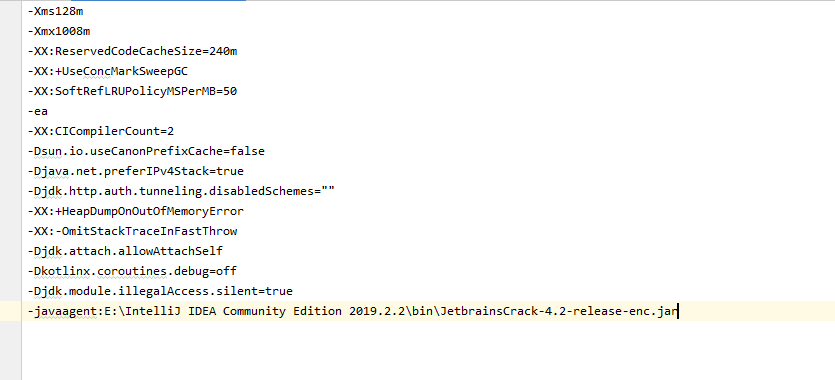 -Xms128m
-Xmx1008m
-XX:ReservedCodeCacheSize=240m
-XX:+UseConcMarkSweepGC
-XX:SoftRefLRUPolicyMSPerMB=50
-ea
-XX:CICompilerCount=2
-Dsun.io.useCanonPrefixCache=false
-Djava.net.preferIPv4Stack=true
-Djdk.http.auth.tunneling.disabledSchemes=""
-XX:+HeapDumpOnOutOfMemoryError
-XX:-OmitStackTraceInFastThrow
-Djdk.attach.allowAttachSelf
-Dkotlinx.coroutines.debug=off
-Djdk.module.illegalAccess.silent=true
-javaagent:E:\IntelliJ IDEA Community Edition 2019.2.2\bin\JetbrainsCrack-4.2-release-enc.jar